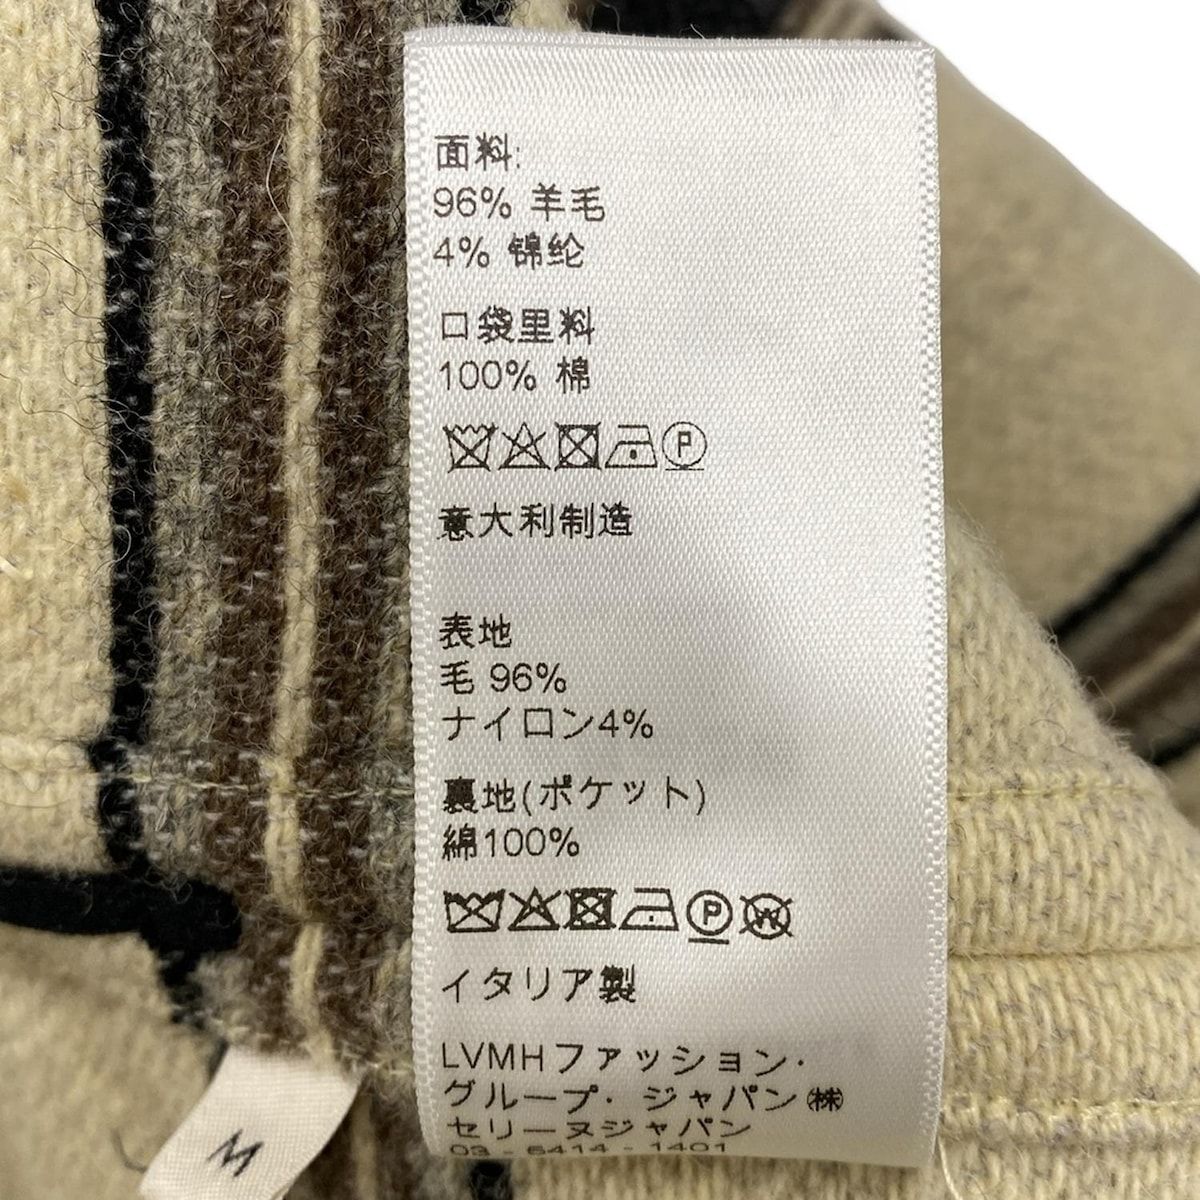 面料:
96% 羊毛
4% 锦纶
口袋里料
100% 棉
P
意大利制造
表地
毛 96%
ナイロン4%
裏地(ポケット)
綿100%
P W
イタリア製
LVMHファッション・
グループ・ジャパン㈱
セリーヌジャパン
03 - 6414 - 1401
M